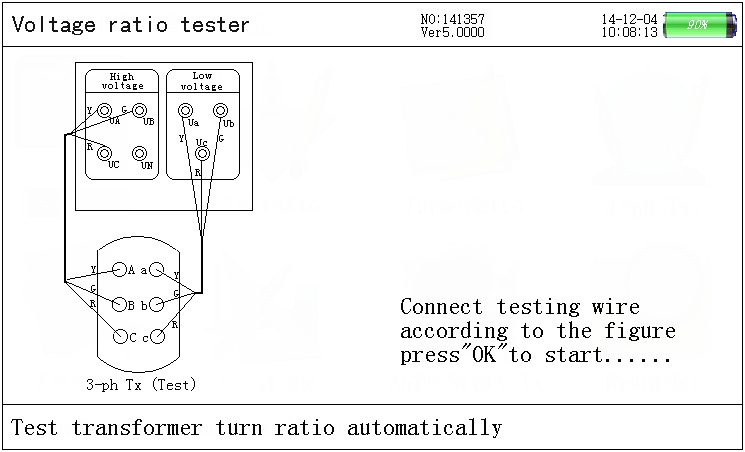 Voltage ratio tester
NO:141357
Ver5.0000
14-12-04
10:08:13
90%
High
voltage
Low
voltage
Y
G
UA
UB
Ua
Ub
Y
Uc
G
R
UC
UN
R
Y
A a
Y
G
B b
G
R
C c
R
3-ph Tx (Test)
Connect testing wire
according to the figure
press"OK"to start......
Test transformer turn ratio automatically